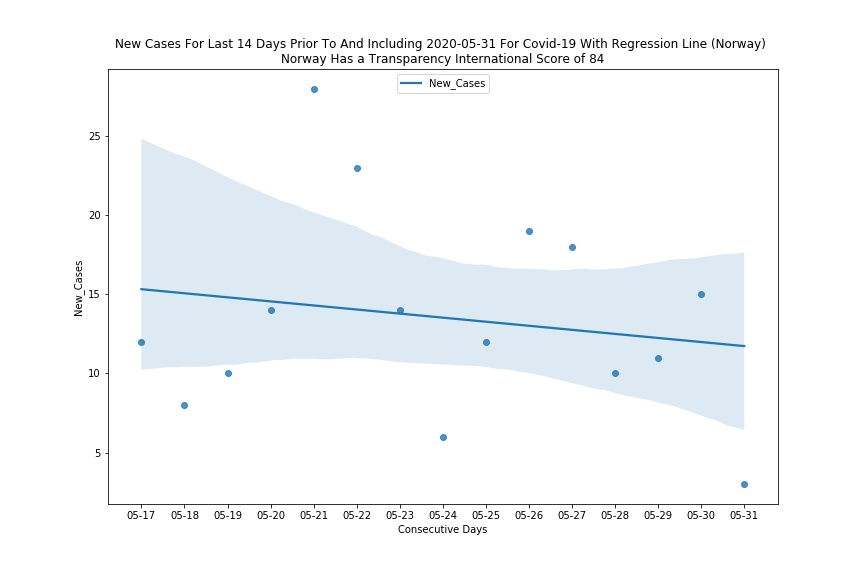 New Cases For Last 14 Days Prior To And Including 2020-05-31 For Covid-19 With Regression Line (Norway)
Norway Has a Transparency International Score of 84
New_Cases
25
20
15
10
5
New_Cases
05-17 05-18 05-19 05-20 05-21 05-22 05-23 05-24 05-25 05-26 05-27 05-28 05-29 05-30 05-31
Consecutive Days